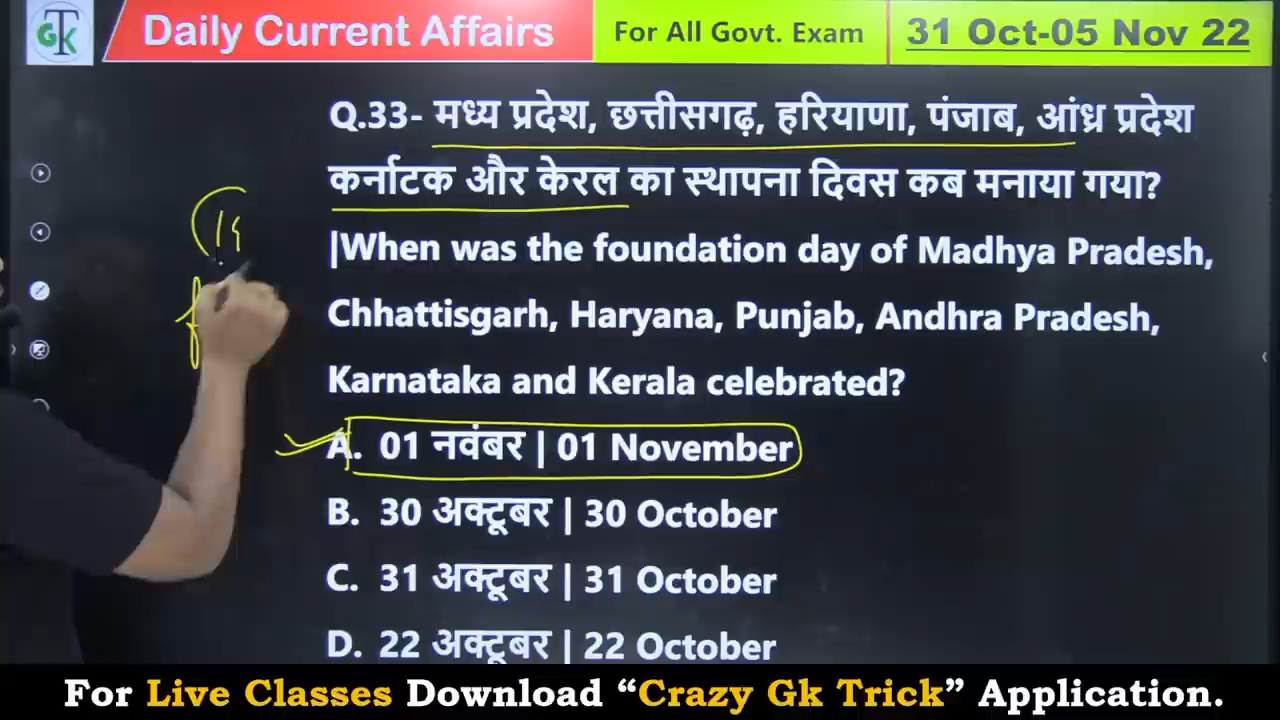 GTK
Daily Current Affairs
For All Govt. Exam
31 Oct-05 Nov 22
Q.33- मध्य प्रदेश, छत्तीसगढ़, हरियाणा, पंजाब, आंध्र प्रदेश
कर्नाटक और केरल का स्थापना दिवस कब मनाया गया?
|When was the foundation day of Madhya Pradesh,
Chhattisgarh, Haryana, Punjab, Andhra Pradesh,
Karnataka and Kerala celebrated?
A. 01 नवंबर | 01 November
B. 30 अक्टूबर | 30 October
C. 31 अक्टूबर | 31 October
D. 22 अक्टूबर | 22 October
For Live Classes Download “Crazy Gk Trick” Application.